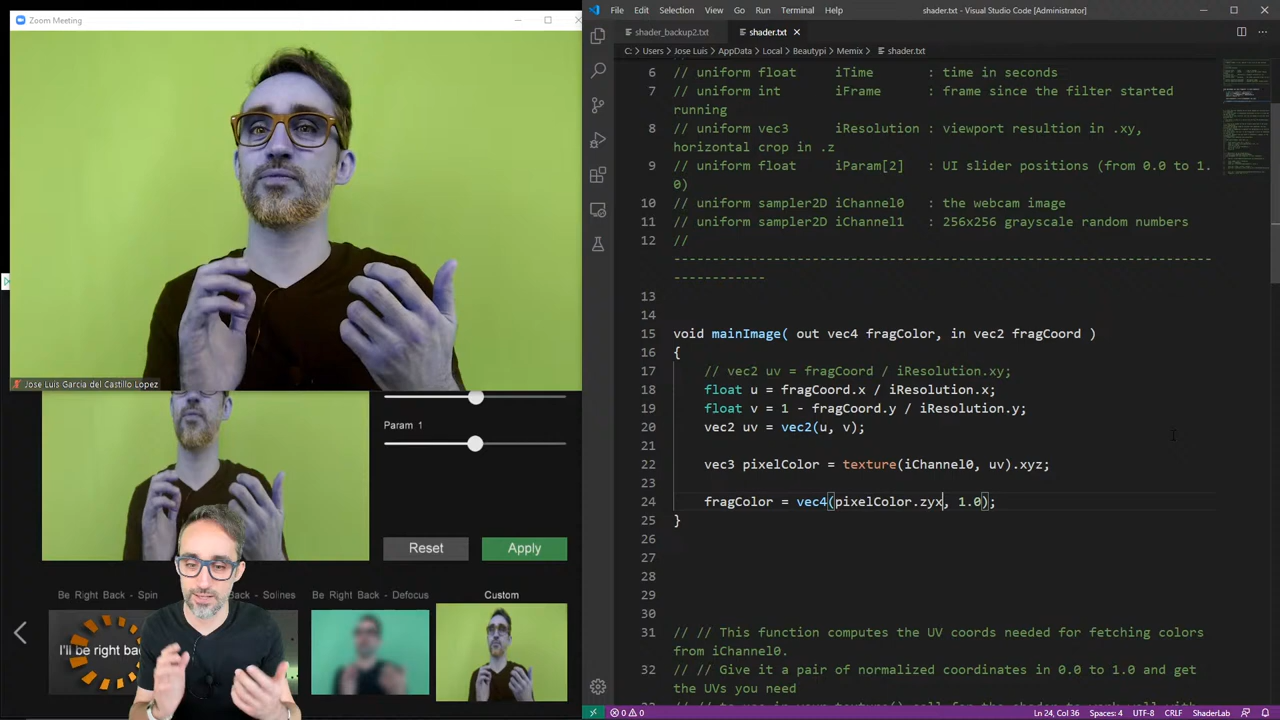 Zoom Meeting
Jose Luis Garcia del Castillo Lopez
Param 1
Reset
Apply
Be Right Back - Spin
Back - Solines
Be Right Back - Defocus
Custom
I'll be right bac
File Edit Selection View Go Run Terminal Help
shader.txt - Visual Studio Code [Administrator]
shader_backup2.txt
shader.txt
C: > Users > Jose Luis > AppData > Local > Beautypi > Memix > shader.txt
6 // uniform float iTime : time in seconds
7 // uniform int iFrame : frame since the filter started
running
8 // uniform vec3 iResolution : viewport resultion in .xy,
horizontal crop in .z
9 // uniform float iParam[2] : UI slider positions (from 0.0 to 1.
0)
10 // uniform sampler2D iChannel0 : the webcam image
11 // uniform sampler2D iChannel1 : 256x256 grayscale random numbers
12 //
13
14
15 void mainImage( out vec4 fragColor, in vec2 fragCoord )
16 {
17 // vec2 uv = fragCoord / iResolution.xy;
18 float u = fragCoord.x / iResolution.x;
19 float v = 1 - fragCoord.y / iResolution.y;
20 vec2 uv = vec2(u, v);
21
22 vec3 pixelColor = texture(iChannel0, uv).xyz;
23
24 fragColor = vec4(pixelColor.zyx, 1.0);
25 }
26
27
28
29
30
31 // // This function computes the UV coords needed for fetching colors
from iChannel0.
32 // // Give it a pair of normalized coordinates in 0.0 to 1.0 and get
the UVs you need
0 0
Ln 24, Col 36
Spaces: 4
UTF-8
CRLF
ShaderLab